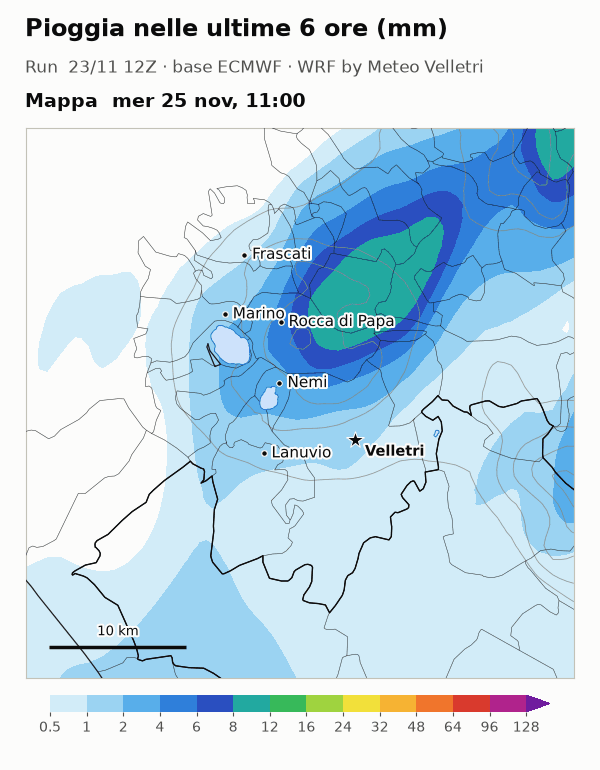 Pioggia nelle ultime 6 ore (mm)
Run  23/11 12Z · base ECMWF · WRF by Meteo Velletri
Mappa  mer 25 nov, 11:00
Frascati
Marino
Rocca di Papa
Nemi
Velletri
Lanuvio
10 km
0.5 1 2 4 6 8 12 16 24 32 48 64 96 128